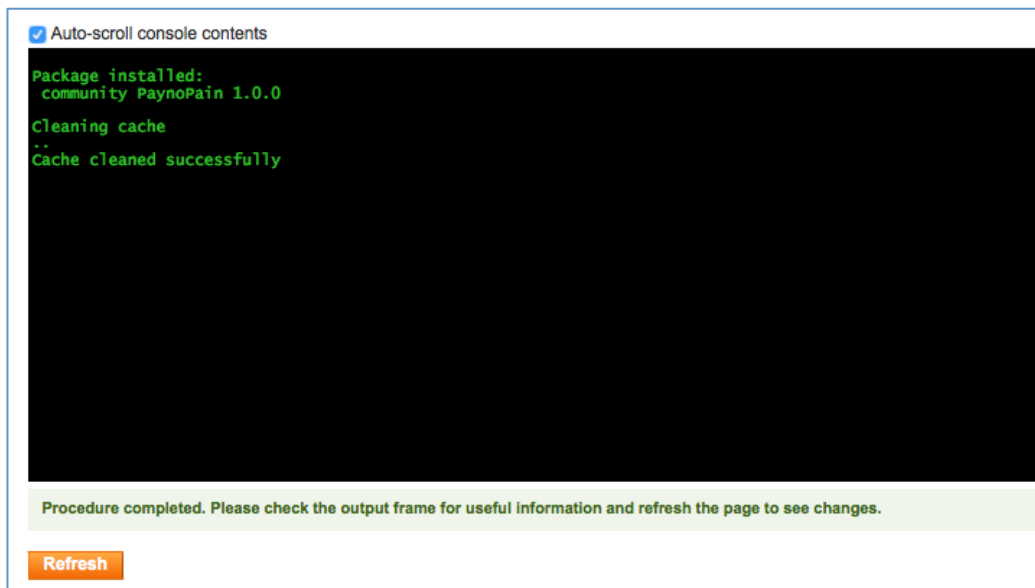 Auto-scroll console contents
Package installed:
community PaynoPain 1.0.0
Cleaning cache
..
Cache cleaned successfully
Procedure completed. Please check the output frame for useful information and refresh the page to see changes.
Refresh